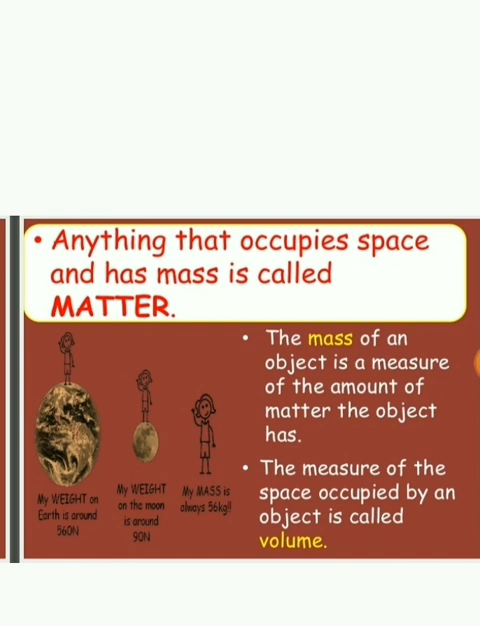 • Anything that occupies space
and has mass is called
MATTER.
• The mass of an
object is a measure
of the amount of
matter the object
has.
• The measure of the
space occupied by an
object is called
volume.
My WEIGHT on
Earth is around
560N
My WEIGHT
on the moon
is around
90N
My MASS is
always 56kg!!